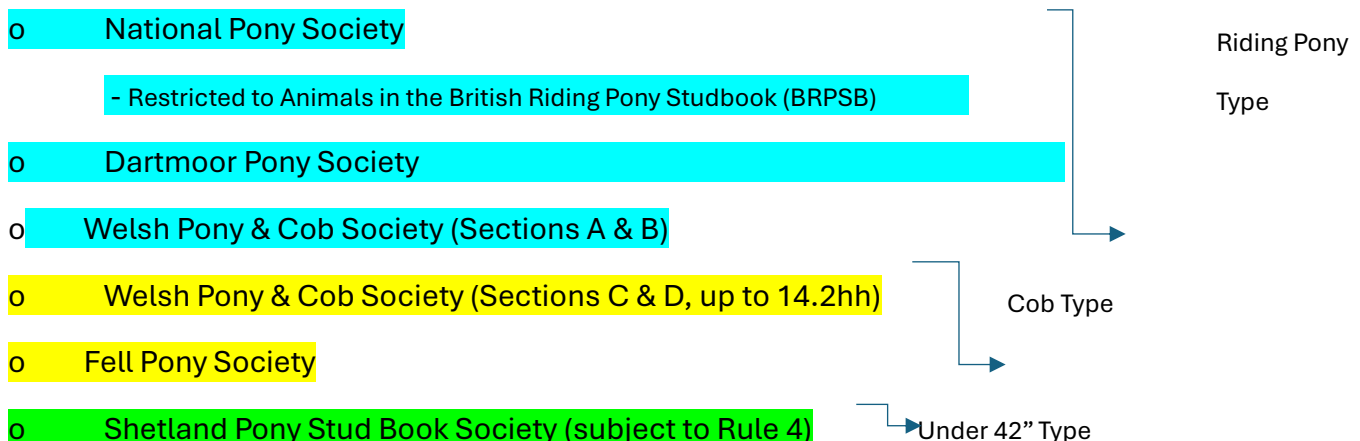 o National Pony Society
Riding Pony
- Restricted to Animals in the British Riding Pony Studbook (BRPSB)
Type
o Dartmoor Pony Society
o Welsh Pony & Cob Society (Sections A & B)
o Welsh Pony & Cob Society (Sections C & D, up to 14.2hh)
Cob Type
o Fell Pony Society
o Shetland Pony Stud Book Society (subject to Rule 4)
Under 42” Type